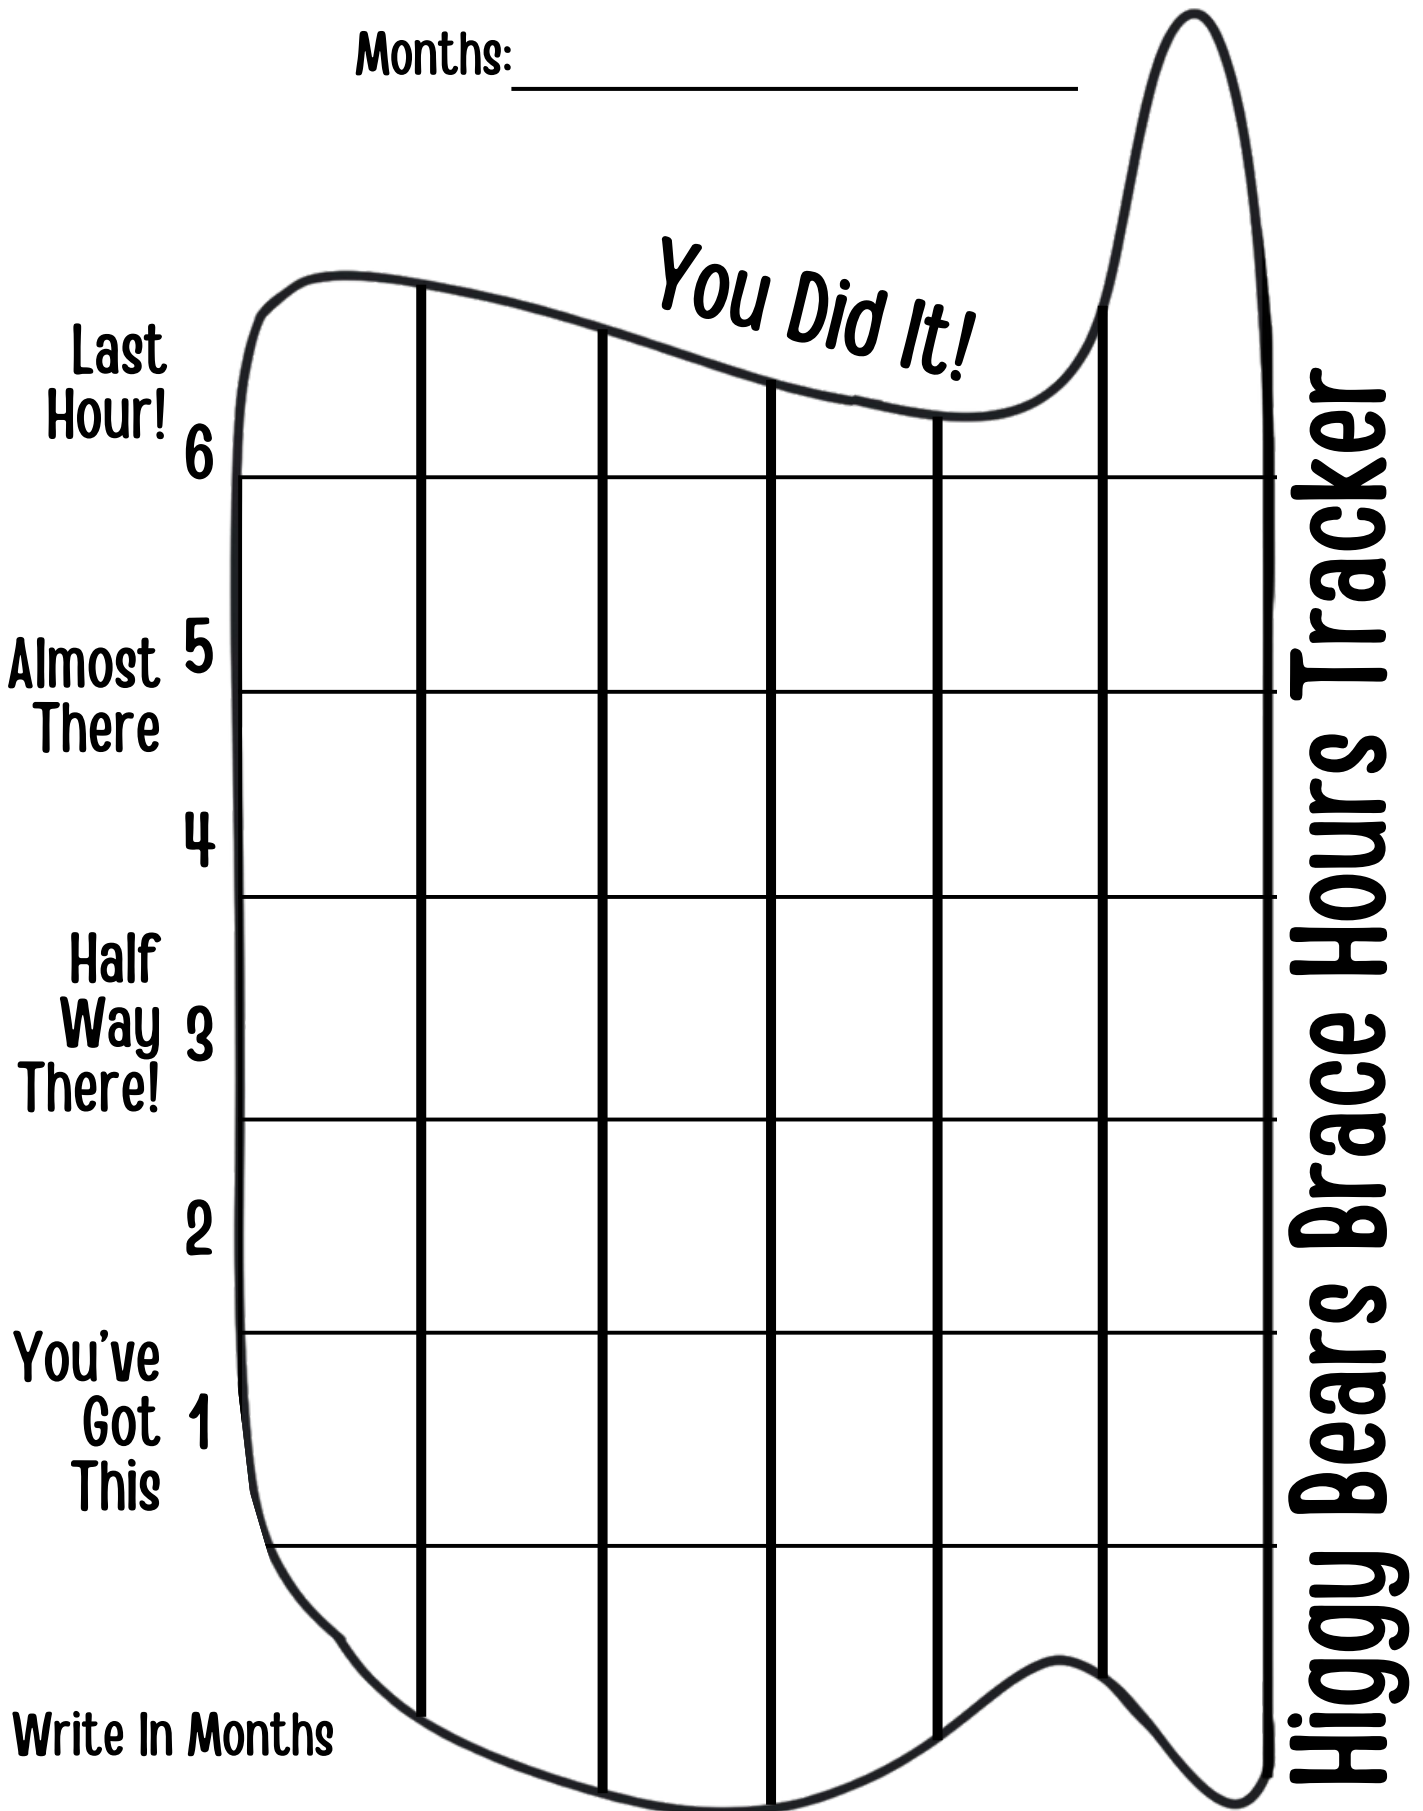 Months:
You Did It!
Last
Hour!
6
5
Almost
There
4
Half
Way
There!
3
2
You've
Got
This
1
Write In Months
Higgy Bears Brace Hours Tracker